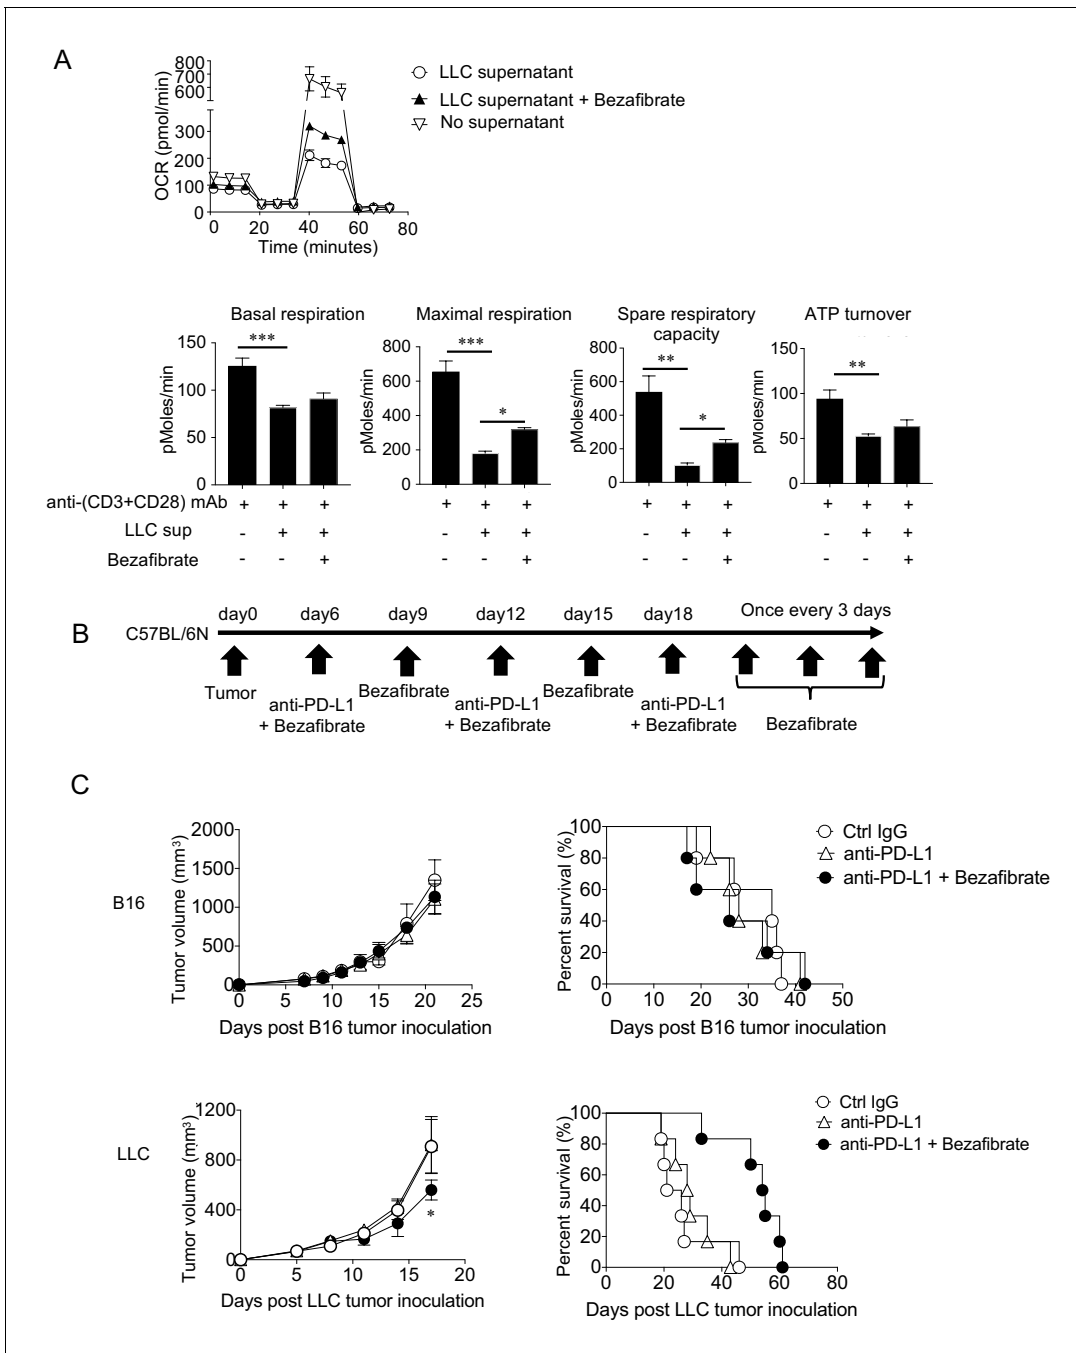 A
800
700
600
300
200
100
0
OCR (pmol/min)
0 20 40 60 80
Time (minutes)
LLC supernatant
LLC supernatant + Bezafibrate
No supernatant
Basal respiration
Maximal respiration
Spare respiratory
capacity
ATP turnover
pMoles/min
150
100
50
0
***
pMoles/min
800
600
400
200
0
***
*
pMoles/min
800
600
400
200
0
**
*
pMoles/min
150
100
50
0
**
anti-(CD3+CD28) mAb + + + + + + + + + + + +
LLC sup - + + - + + - + + - + +
Bezafibrate - - + - - + - - + - - +
B
C57BL/6N
day0 day6 day9 day12 day15 day18 Once every 3 days
Tumor
anti-PD-L1
+ Bezafibrate
Bezafibrate
anti-PD-L1
+ Bezafibrate
Bezafibrate
anti-PD-L1
+ Bezafibrate
Bezafibrate
C
B16
Tumor volume (mm³)
2000
1500
1000
500
0
0 5 10 15 20 25
Days post B16 tumor inoculation
Percent survival (%)
100
80
60
40
20
0
0 10 20 30 40 50
Days post B16 tumor inoculation
Ctrl IgG
anti-PD-L1
anti-PD-L1 + Bezafibrate
LLC
Tumor volume (mm³)
1200
800
400
0
*
0 5 10 15 20
Days post LLC tumor inoculation
Percent survival (%)
100
80
60
40
20
0
0 20 40 60 80
Days post LLC tumor inoculation
Ctrl IgG
anti-PD-L1
anti-PD-L1 + Bezafibrate